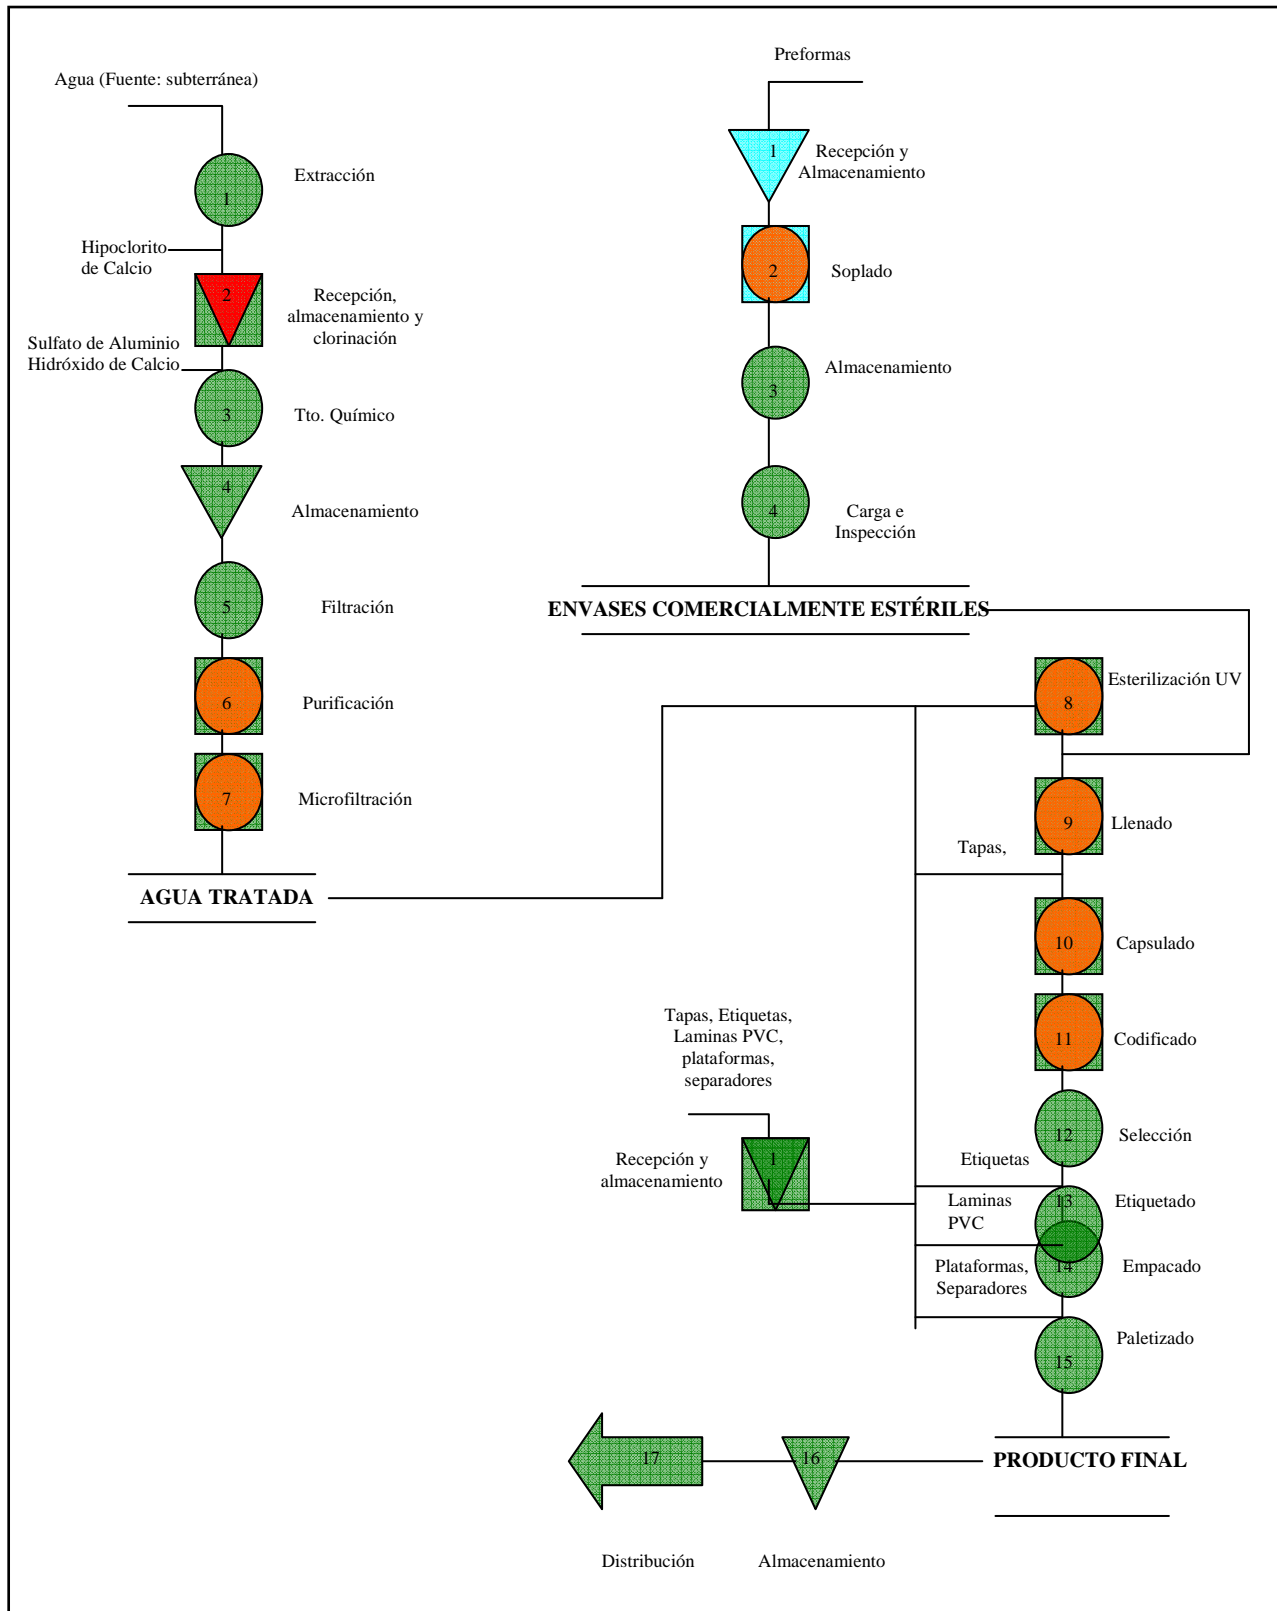 Agua (Fuente: subterránea)
1
Extracción
Hipoclorito
de Calcio
2
Recepción,
almacenamiento y
clorinación
Sulfato de Aluminio
Hidróxido de Calcio
3
Tto. Químico
4
Almacenamiento
5
Filtración
6
Purificación
7
Microfiltración
AGUA TRATADA
Preformas
1
Recepción y
Almacenamiento
2
Soplado
3
Almacenamiento
4
Carga e
Inspección
ENVASES COMERCIALMENTE ESTÉRILES
8
Esterilización UV
9
Llenado
Tapas,
10
Capsulado
11
Codificado
12
Selección
Tapas, Etiquetas,
Laminas PVC,
plataformas,
separadores
1
Recepción y
almacenamiento
Etiquetas
13
Etiquetado
Laminas
PVC
14
Empacado
Plataformas,
Separadores
15
Paletizado
PRODUCTO FINAL
16
Almacenamiento
17
Distribución